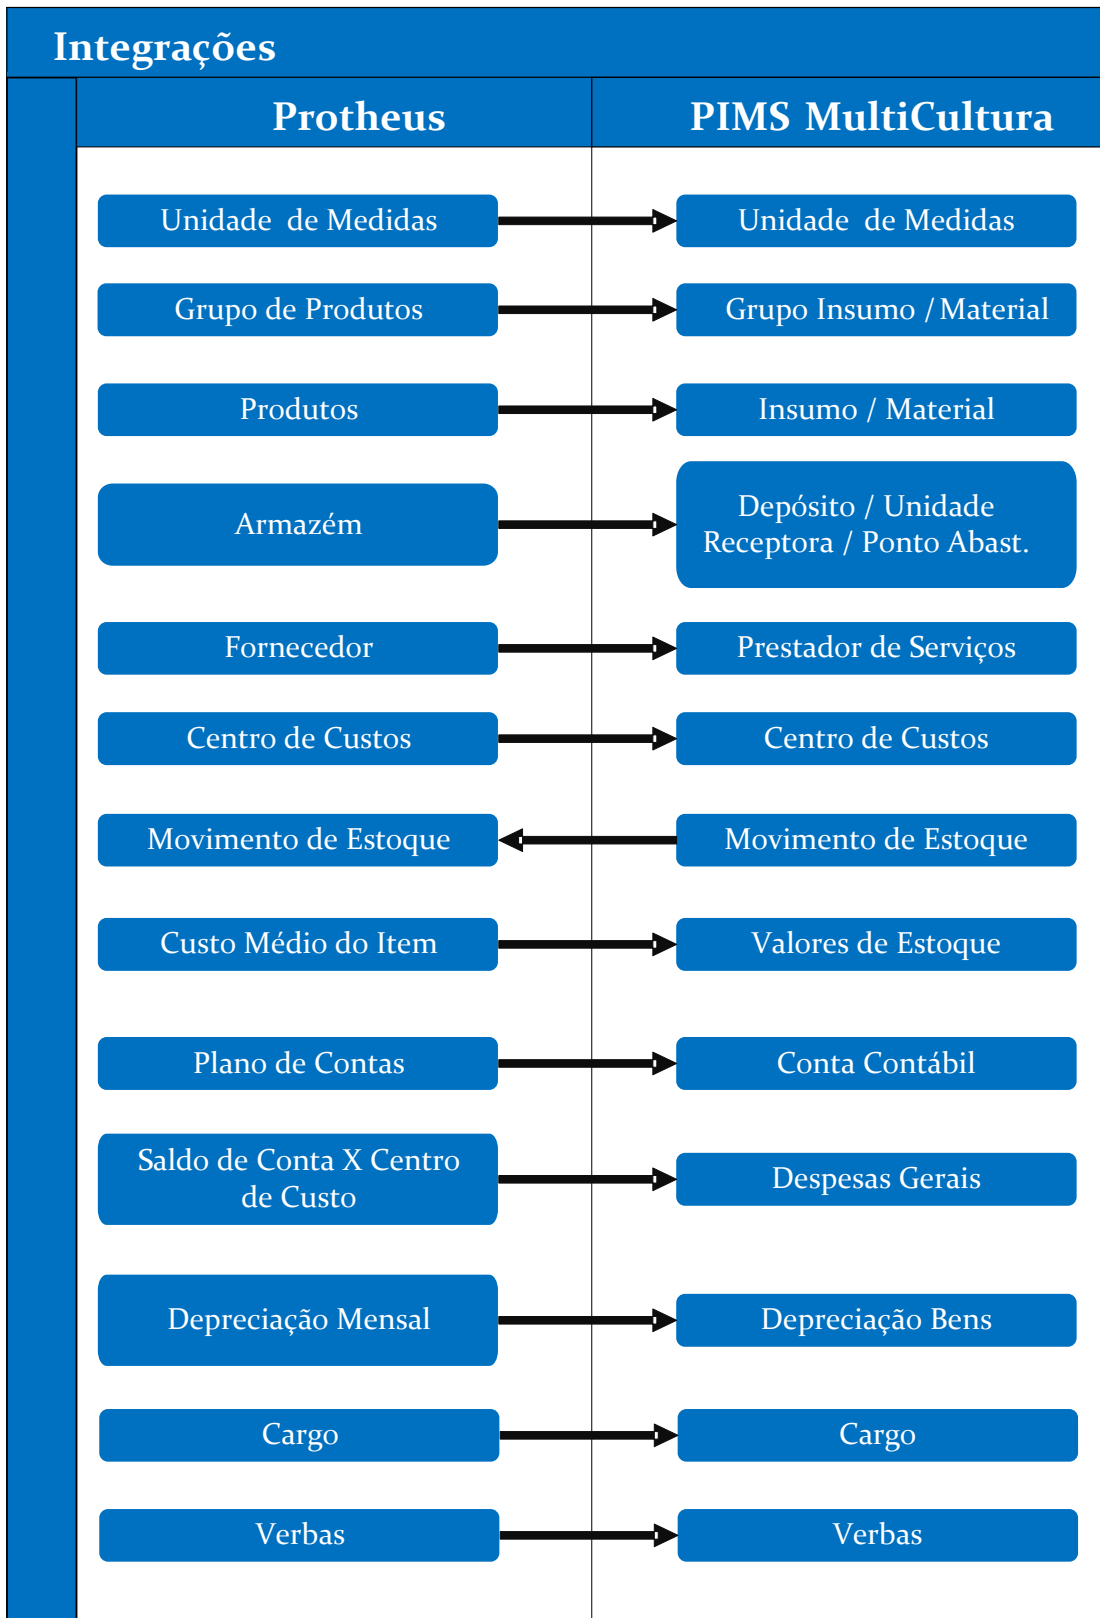 Integrações
Protheus
PIMS MultiCultura
Unidade de Medidas
Unidade de Medidas
Grupo de Produtos
Grupo Insumo / Material
Produtos
Insumo / Material
Armazém
Depósito / Unidade
Receptora / Ponto Abast.
Fornecedor
Prestador de Serviços
Centro de Custos
Centro de Custos
Movimento de Estoque
Movimento de Estoque
Custo Médio do Item
Valores de Estoque
Plano de Contas
Conta Contábil
Saldo de Conta X Centro
de Custo
Despesas Gerais
Depreciação Mensal
Depreciação Bens
Cargo
Cargo
Verbas
Verbas